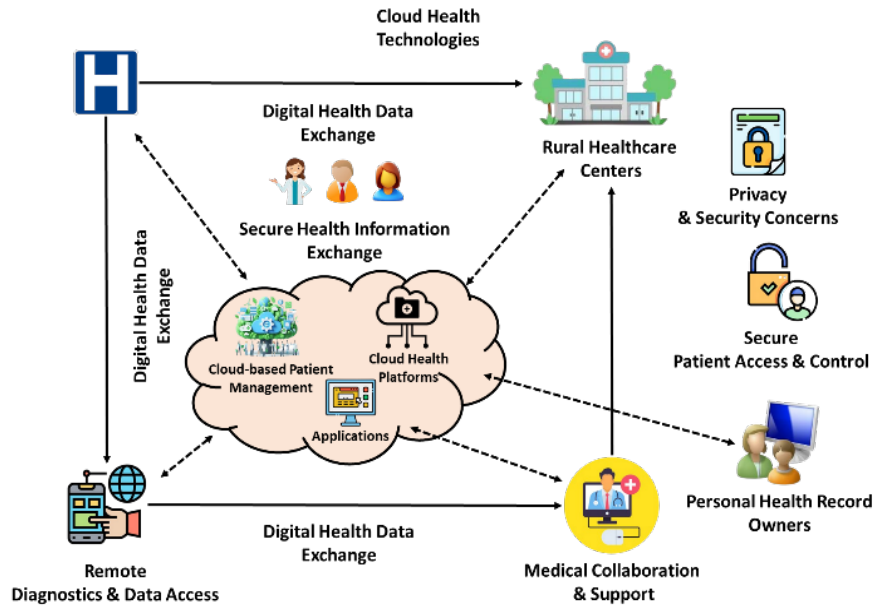 Cloud Health
Technologies
H
Digital Health Data
Exchange
Rural Healthcare
Centers
Privacy
& Security Concerns
Secure Health Information
Exchange
Digital Health Data
Exchange
Cloud-based Patient
Management
Cloud Health
Platforms
Applications
Secure
Patient Access & Control
Personal Health Record
Owners
Digital Health Data
Exchange
Remote
Diagnostics & Data Access
Medical Collaboration
& Support